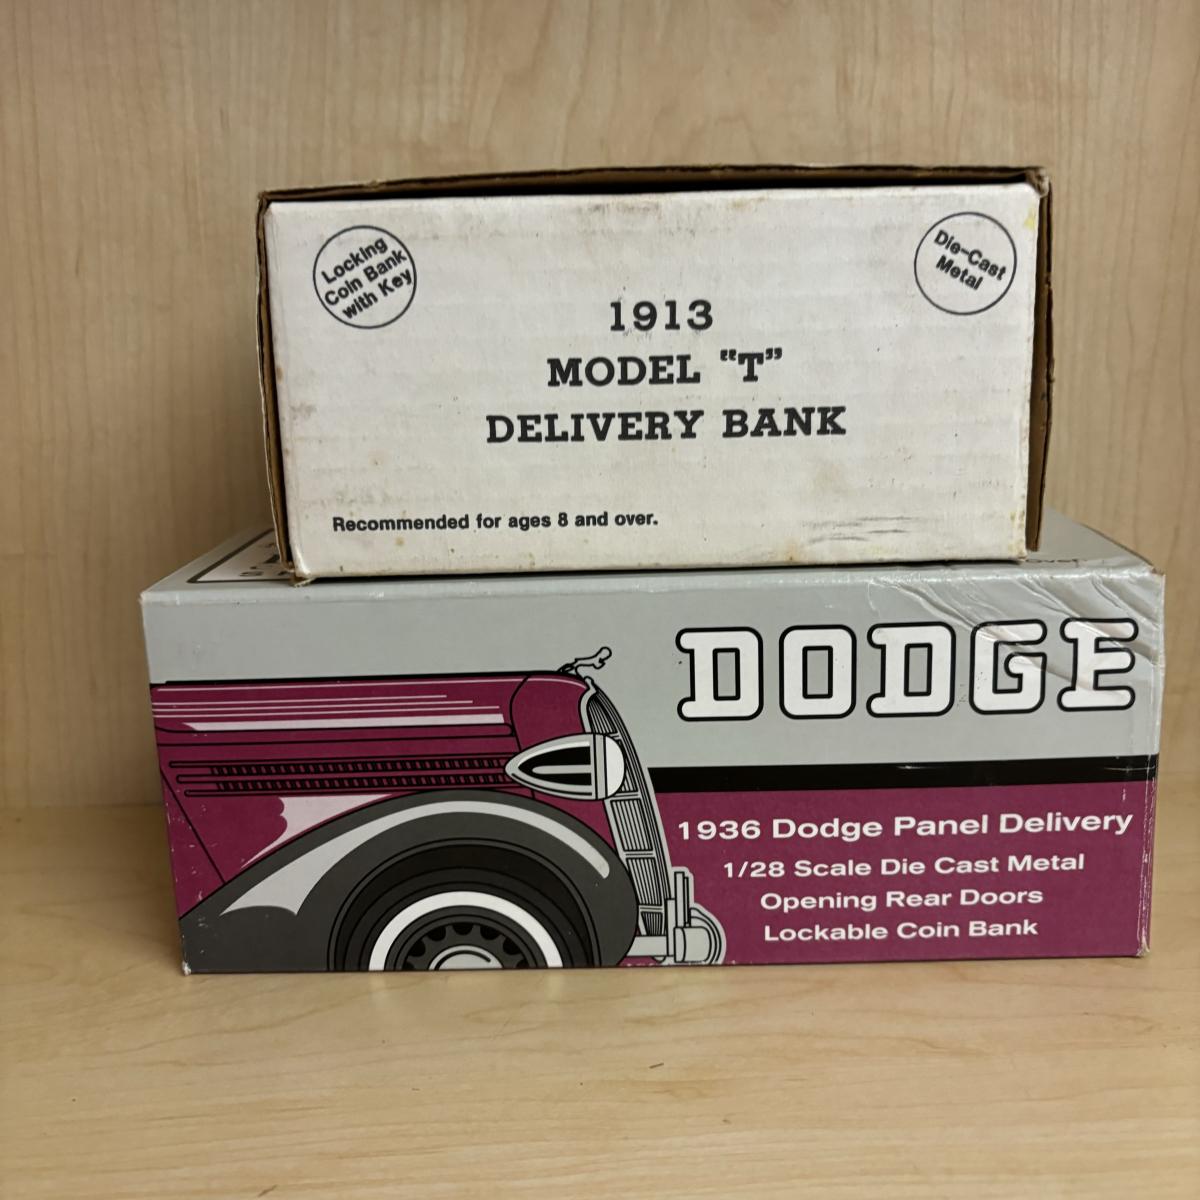 Locking
Coin Bank
with Key
Die-Cast
Metal
1913
MODEL "T"
DELIVERY BANK
Recommended for ages 8 and over.
over.
DODGE
1936 Dodge Panel Delivery
1/28 Scale Die Cast Metal
Opening Rear Doors
Lockable Coin Bank